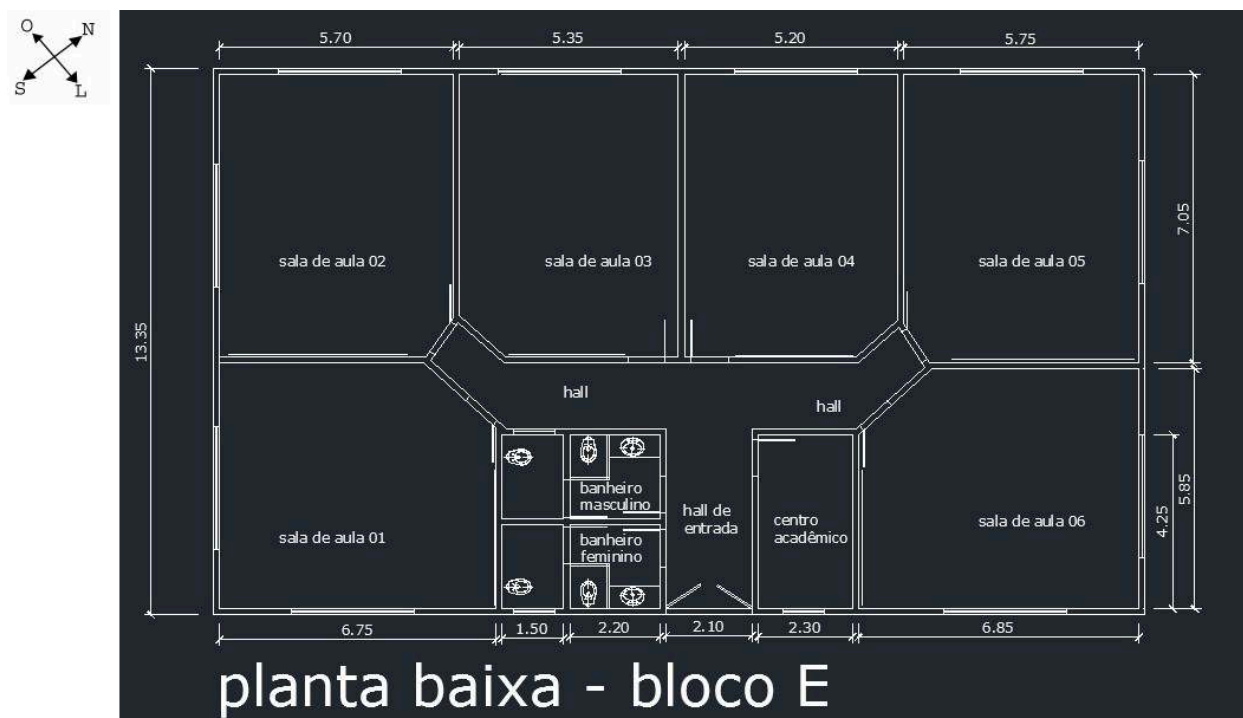 O
N
S
L
5.70
5.35
5.20
5.75
13.35
7.05
sala de aula 02
sala de aula 03
sala de aula 04
sala de aula 05
hall
hall
5.85
4.25
banheiro
masculino
hall de
entrada
centro
acadêmico
sala de aula 06
sala de aula 01
banheiro
feminino
6.75
1.50
2.20
2.10
2.30
6.85
planta baixa - bloco E